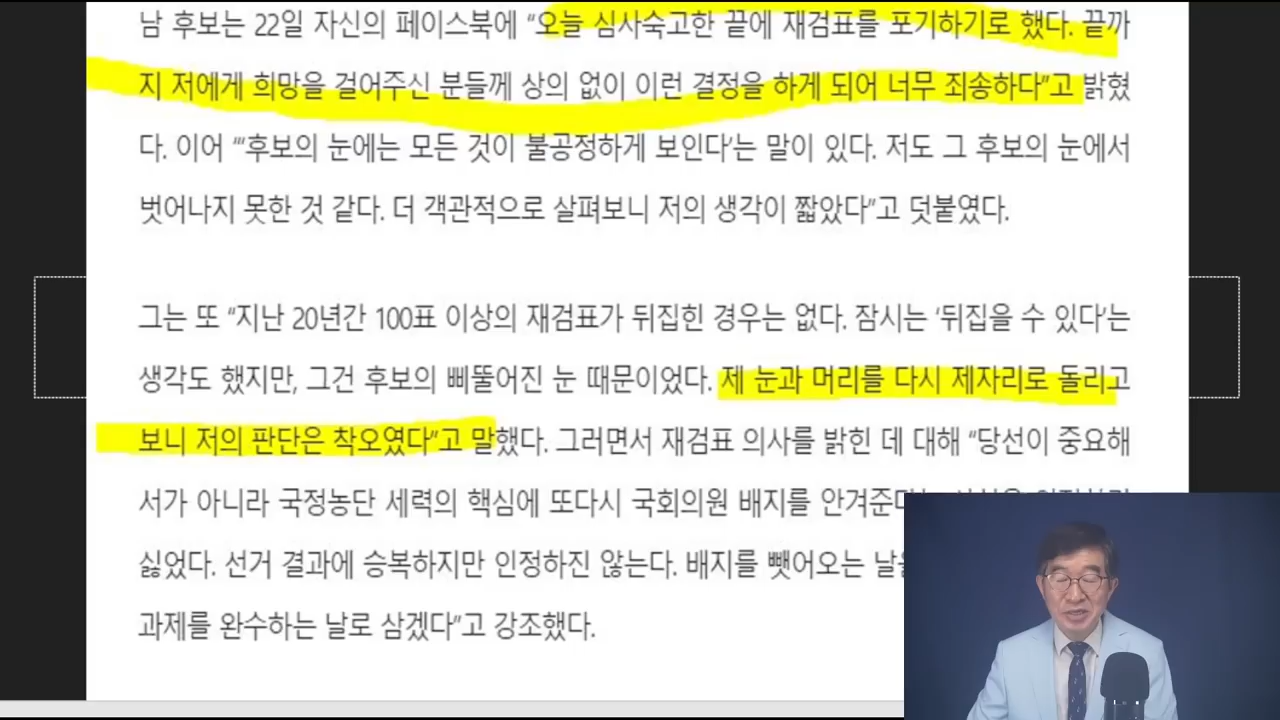 남 후보는 22일 자신의 페이스북에 “오늘 심사숙고한 끝에 재검표를 포기하기로 했다. 끝까
지 저에게 희망을 걸어주신 분들께 상의 없이 이런 결정을 하게 되어 너무 죄송하다”고 밝혔
다. 이어 “‘후보의 눈에는 모든 것이 불공정하게 보인다’는 말이 있다. 저도 그 후보의 눈에서
벗어나지 못한 것 같다. 더 객관적으로 살펴보니 저의 생각이 짧았다”고 덧붙였다.
그는 또 “지난 20년간 100표 이상의 재검표가 뒤집힌 경우는 없다. 잠시는 ‘뒤집을 수 있다’는
생각도 했지만, 그건 후보의 삐뚤어진 눈 때문이었다. 제 눈과 머리를 다시 제자리로 돌리고
보니 저의 판단은 착오였다”고 말했다. 그러면서 재검표 의사를 밝힌 데 대해 “당선이 중요해
서가 아니라 국정농단 세력의 핵심에 또다시 국회의원 배지를 안겨준
싫었다. 선거 결과에 승복하지만 인정하진 않는다. 배지를 뺏어오는
과제를 완수하는 날로 삼겠다”고 강조했다.